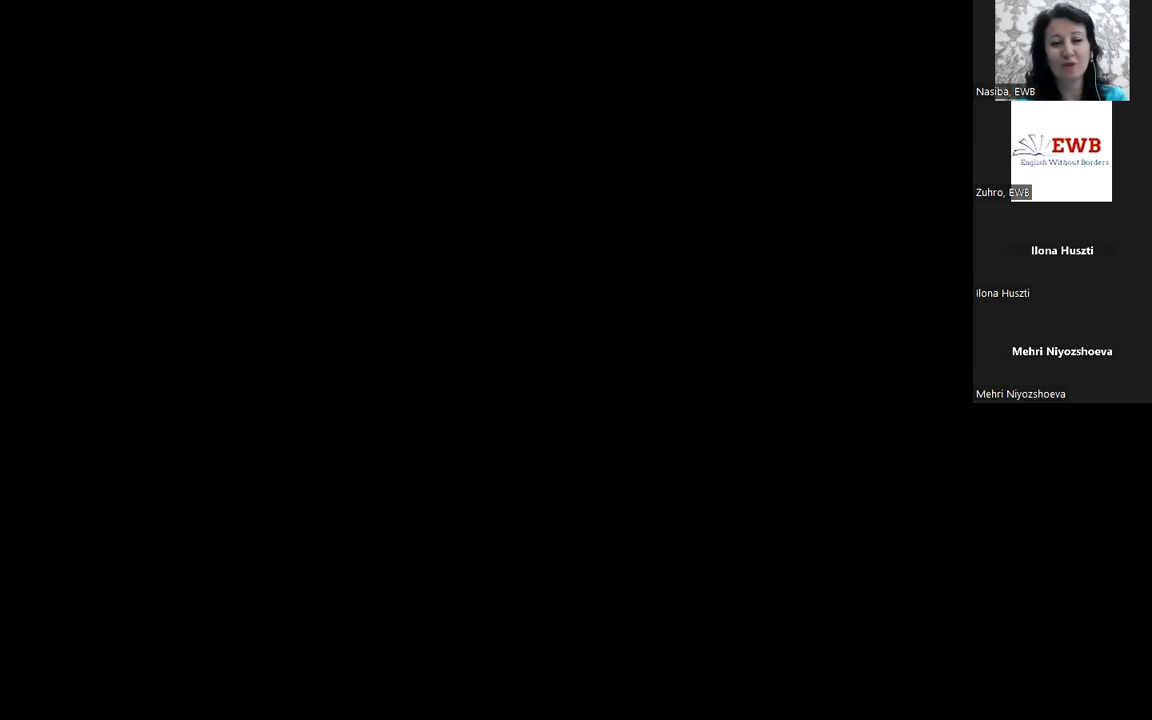 Nasiba, EWB
EWB
English Without Borders
Zuhro, EWB
Ilona Huszti
Ilona Huszti
Mehri Niyozshoeva
Mehri Niyozshoeva